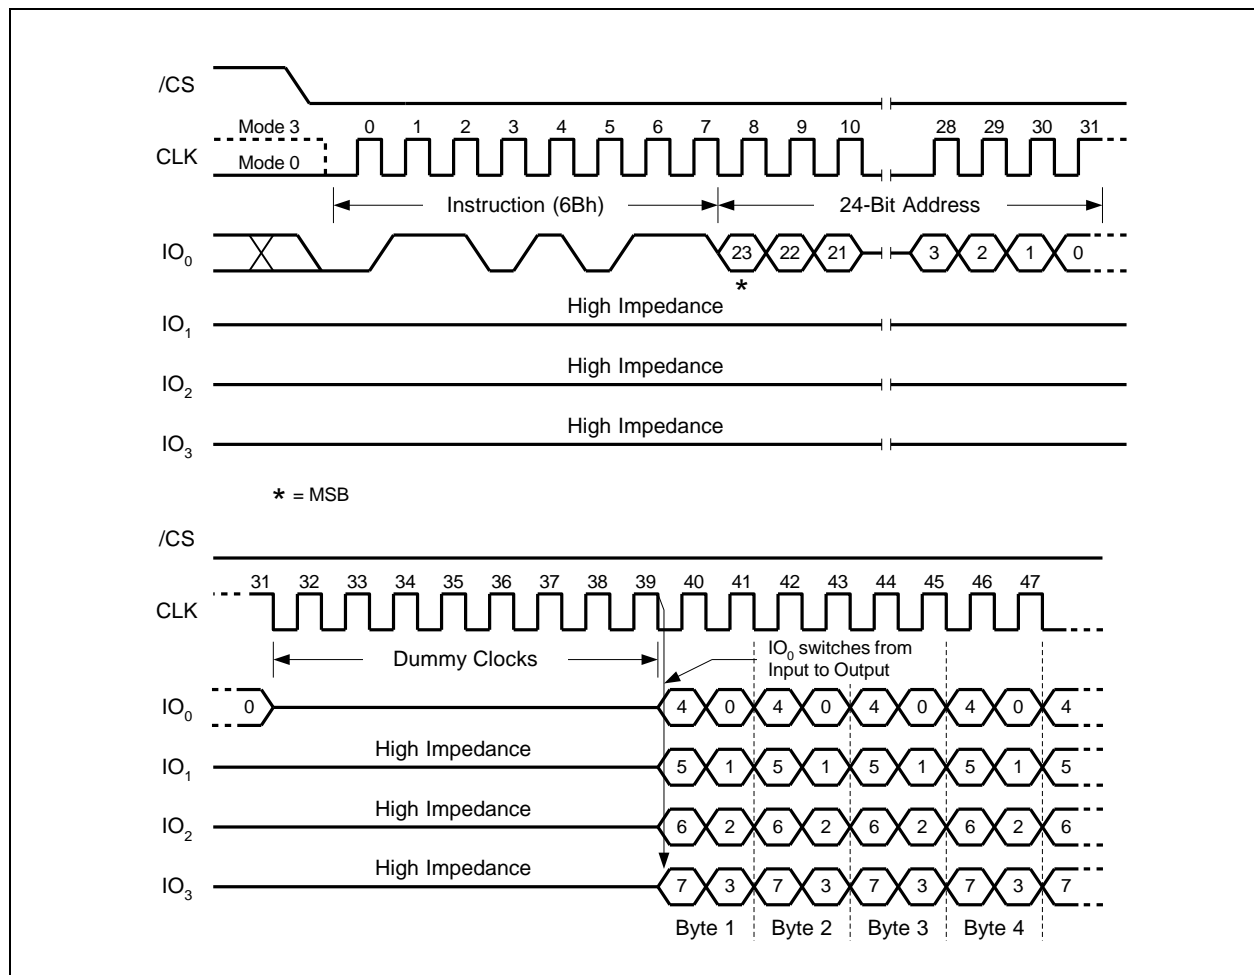 /CS
Mode 3 0 1 2 3 4 5 6 7 8 9 10 28 29 30 31
CLK Mode 0
Instruction (6Bh) 24-Bit Address
IO0 23 22 21 3 2 1 0
*
High Impedance
IO1
High Impedance
IO2
High Impedance
IO3
* = MSB
/CS
31 32 33 34 35 36 37 38 39 40 41 42 43 44 45 46 47
CLK
IO0 switches from
Dummy Clocks Input to Output
IO0 0 4 0 4 0 4 0 4 0 4
High Impedance
IO1 5 1 5 1 5 1 5 1 5
High Impedance
IO2 6 2 6 2 6 2 6 2 6
High Impedance
IO3 7 3 7 3 7 3 7 3 7
Byte 1 Byte 2 Byte 3 Byte 4